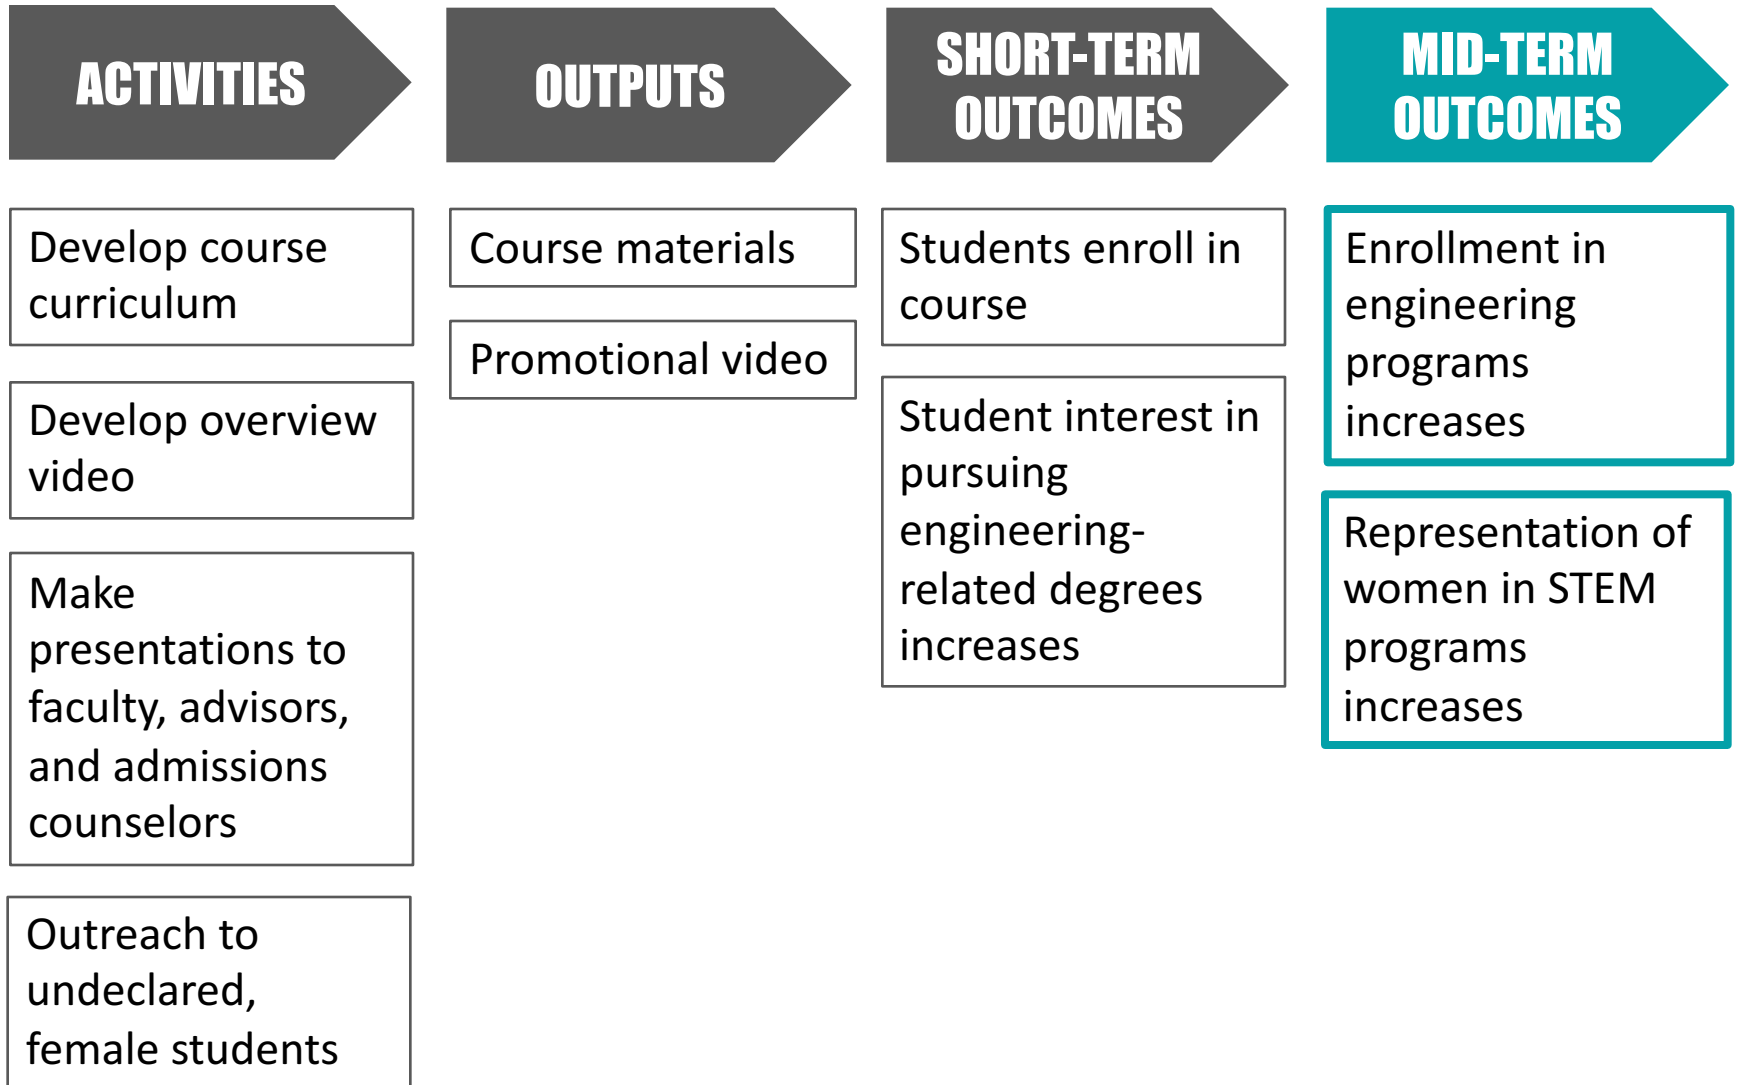 ACTIVITIES
OUTPUTS
SHORT-TERM
OUTCOMES
MID-TERM
OUTCOMES
Develop course
curriculum
Develop overview
video
Make
presentations to
faculty, advisors,
and admissions
counselors
Outreach to
undeclared,
female students
Course materials
Promotional video
Students enroll in
course
Student interest in
pursuing
engineering-
related degrees
increases
Enrollment in
engineering
programs
increases
Representation of
women in STEM
programs
increases